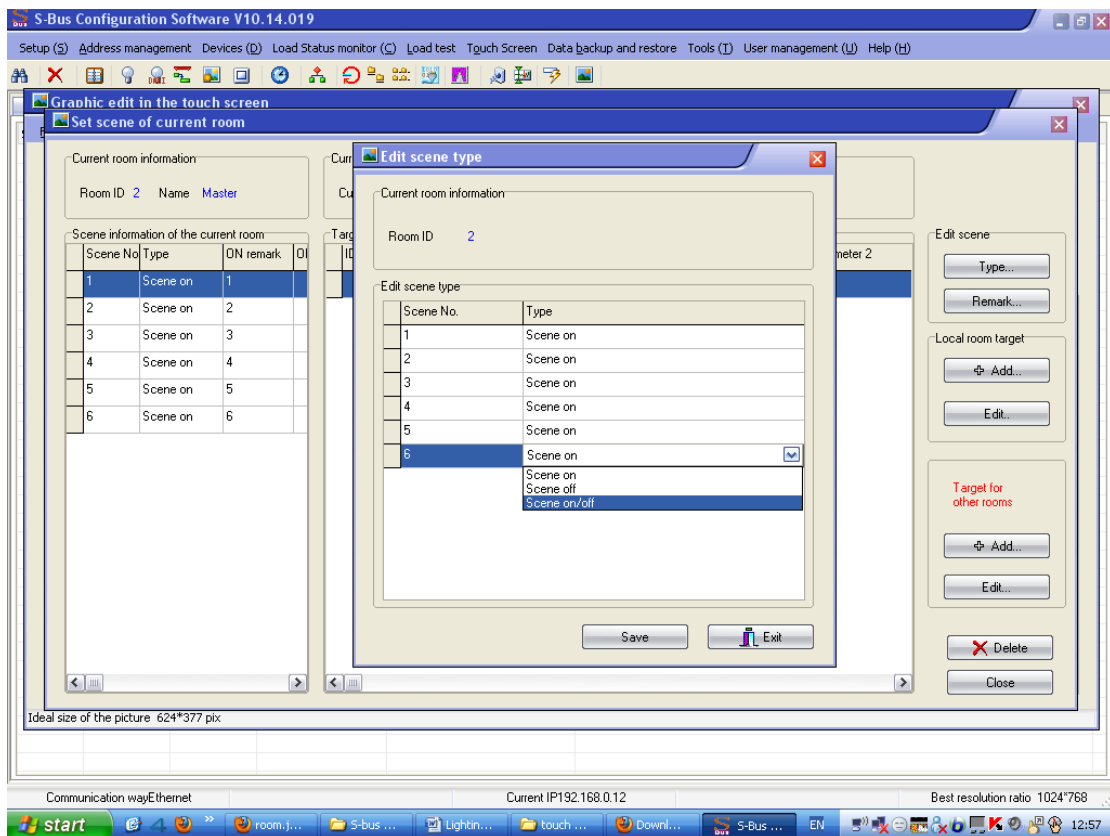 S-Bus Configuration Software V10.14.019
Setup (S) Address management Devices (D) Load Status monitor (C) Load test Touch Screen Data backup and restore Tools (T) User management (U) Help (H)
Graphic edit in the touch screen
Set scene of current room
Current room information
Room ID 2 Name Master
Scene information of the current room
Scene No Type ON remark
1 Scene on 1
2 Scene on 2
3 Scene on 3
4 Scene on 4
5 Scene on 5
6 Scene on 6
Edit scene type
Current room information
Room ID 2
Edit scene type
Scene No. Type
1 Scene on
2 Scene on
3 Scene on
4 Scene on
5 Scene on
6 Scene on
Scene on
Scene off
Scene on/off
Save Exit
meter 2
Edit scene
Type...
Remark...
Local room target
Add...
Edit..
Target for
other rooms
Add...
Edit...
Delete
Close
Ideal size of the picture 624*377 pix
Communication wayEthernet Current IP192.168.0.12 Best resolution ratio 1024*768
start room.j... S-bus ... Lightin... touch ... Downl... S-Bus ... EN 12:57